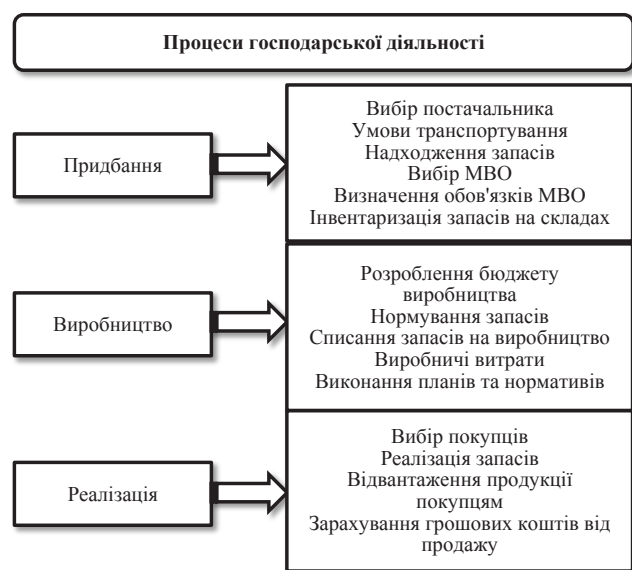 Процеси господарської діяльності
Придбання
Вибір постачальника
Умови транспортування
Надходження запасів
Вибір МВО
Визначення обов'язків МВО
Інвентаризація запасів на складах
Виробництво
Розроблення бюджету
виробництва
Нормування запасів
Списання запасів на виробництво
Виробничі витрати
Виконання планів та нормативів
Реалізація
Вибір покупців
Реалізація запасів
Відвантаження продукції
покупцям
Зарахування грошових коштів від
продажу